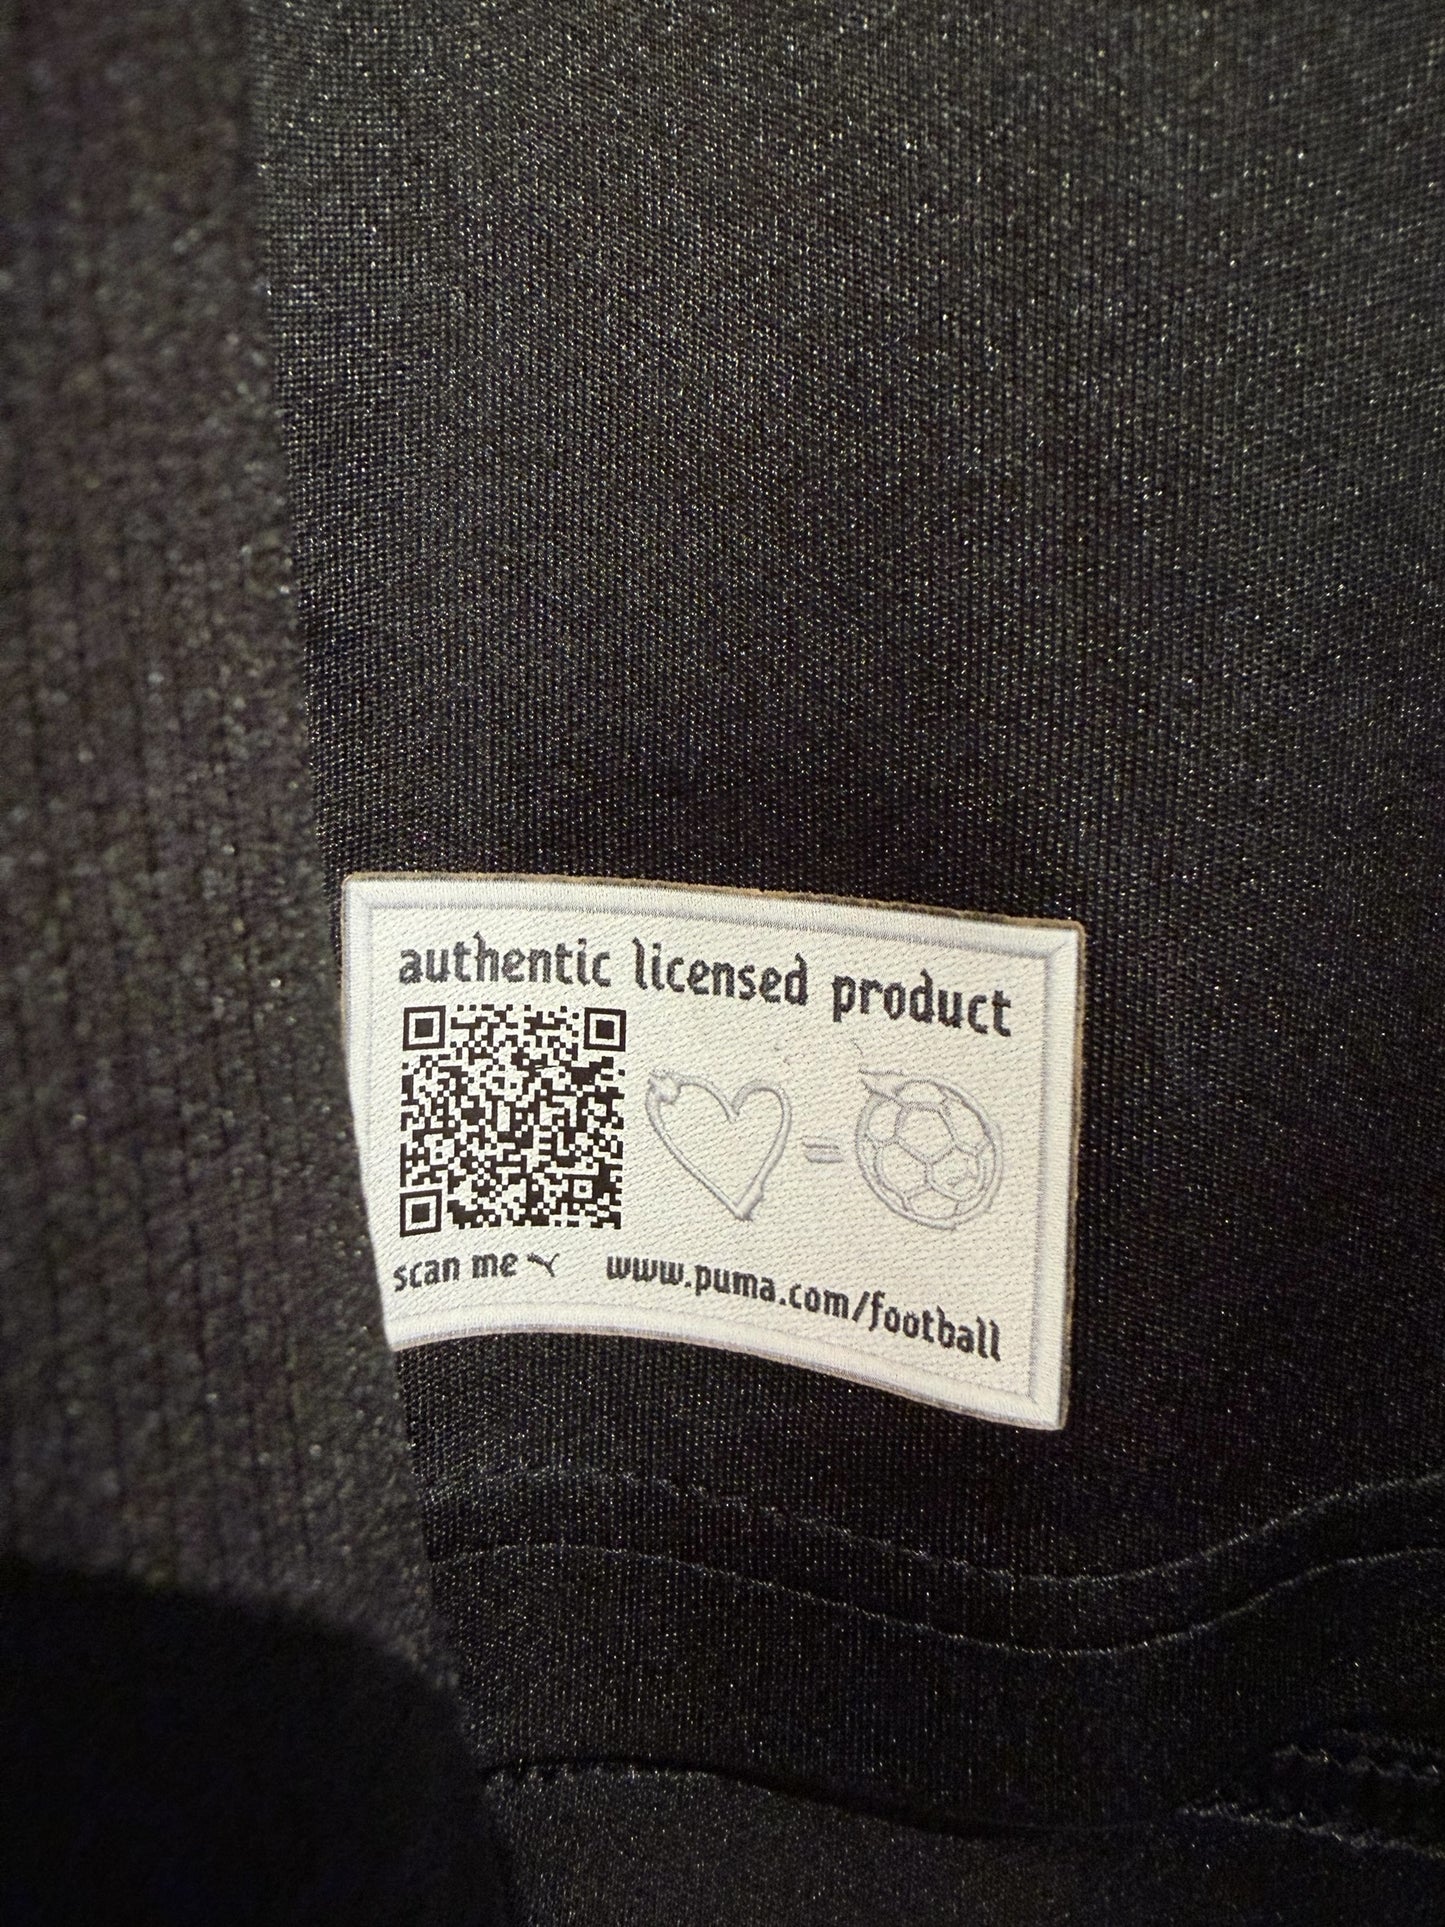 authentic licensed product
=
scan me www.puma.com/football